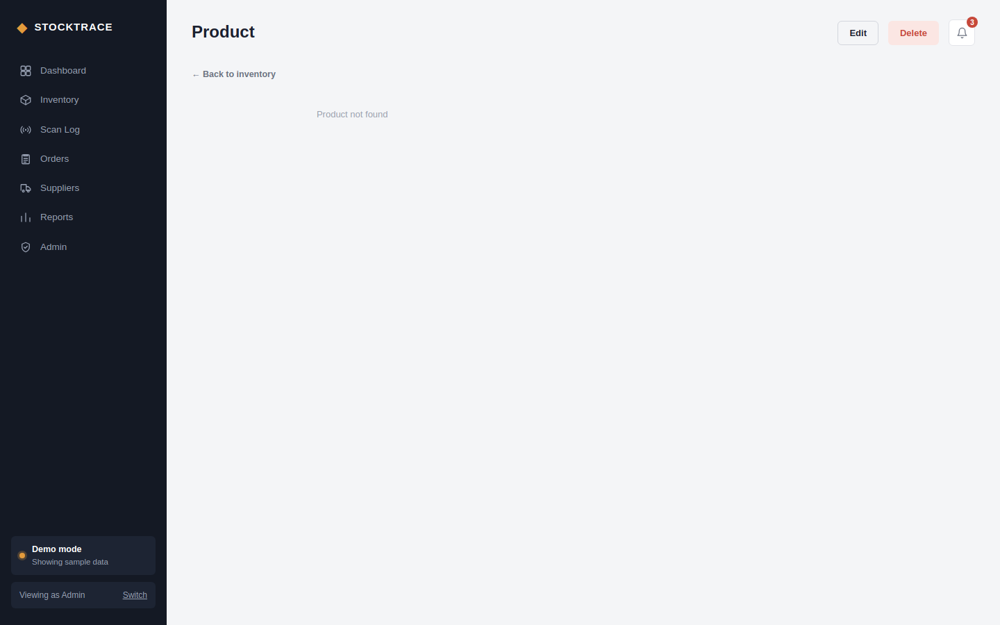 STOCKTRACE
Dashboard
Inventory
Scan Log
Orders
Suppliers
Reports
Admin
Demo mode
Showing sample data
Viewing as Admin Switch
Product
Edit Delete 3
← Back to inventory
Product not found